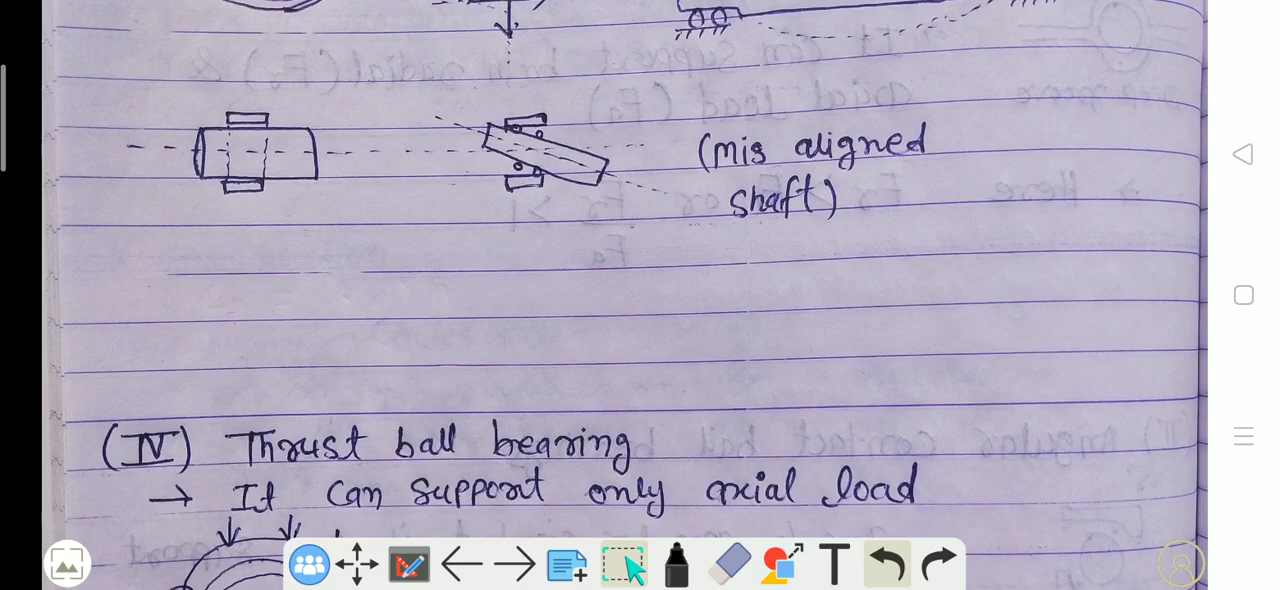 (mis aligned
shaft)
(IV) Thrust ball bearing
→ It can support only axial load